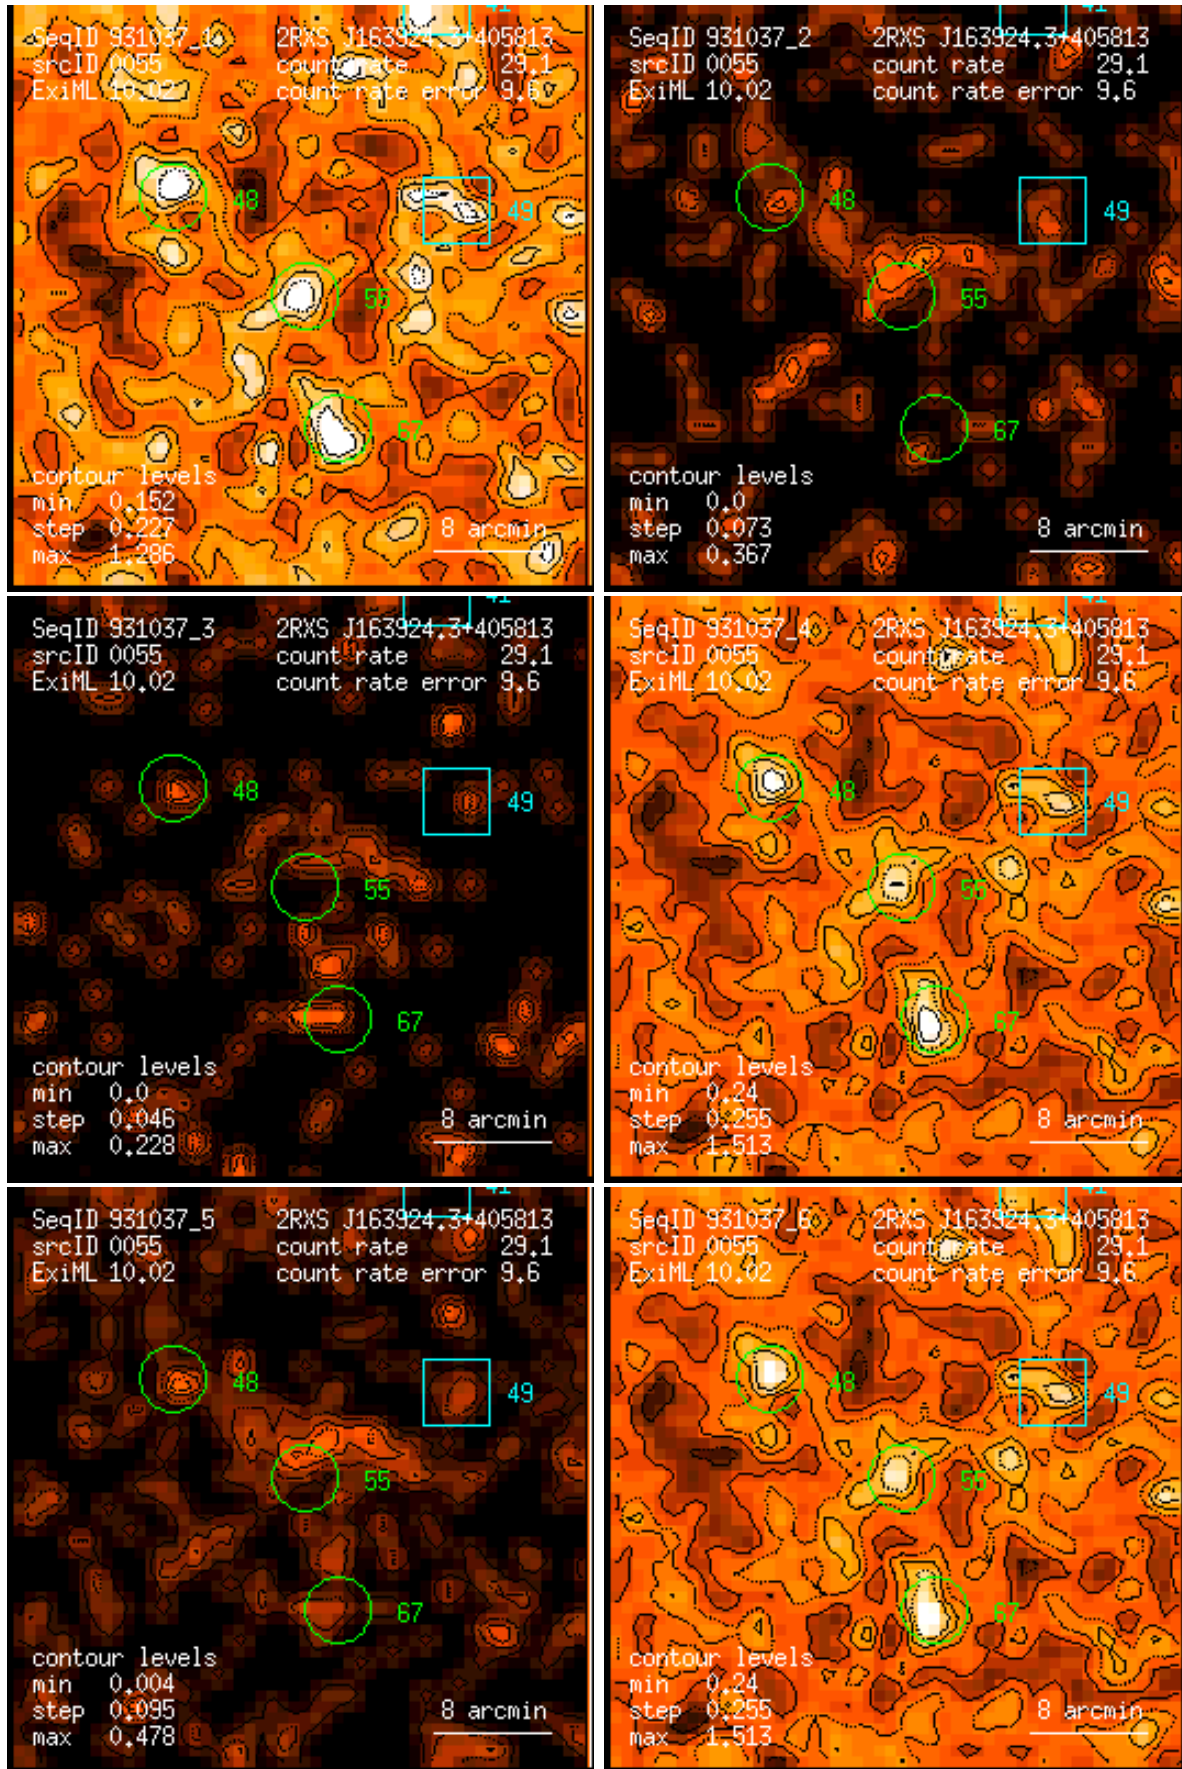 41
SeqID 931037_1 2RXS J163924.3+405813
srcID 0055 count rate 29.1
ExiML 10.02 count rate error 9.6
48
49
55
67
contour levels
min 0.152
step 0.227
max 1.286
8 arcmin
41
SeqID 931037_2 2RXS J163924.3+405813
srcID 0055 count rate 29.1
ExiML 10.02 count rate error 9.6
48
49
55
67
contour levels
min 0.0
step 0.073
max 0.367
8 arcmin
41
SeqID 931037_3 2RXS J163924.3+405813
srcID 0055 count rate 29.1
ExiML 10.02 count rate error 9.6
48
49
55
67
contour levels
min 0.0
step 0.046
max 0.228
8 arcmin
41
SeqID 931037_4 2RXS J163924.3+405813
srcID 0055 count rate 29.1
ExiML 10.02 count rate error 9.6
48
49
55
67
contour levels
min 0.24
step 0.255
max 1.513
8 arcmin
41
SeqID 931037_5 2RXS J163924.3+405813
srcID 0055 count rate 29.1
ExiML 10.02 count rate error 9.6
48
49
55
67
contour levels
min 0.004
step 0.095
max 0.478
8 arcmin
41
SeqID 931037_6 2RXS J163924.3+405813
srcID 0055 count rate 29.1
ExiML 10.02 count rate error 9.6
48
49
55
67
contour levels
min 0.24
step 0.255
max 1.513
8 arcmin